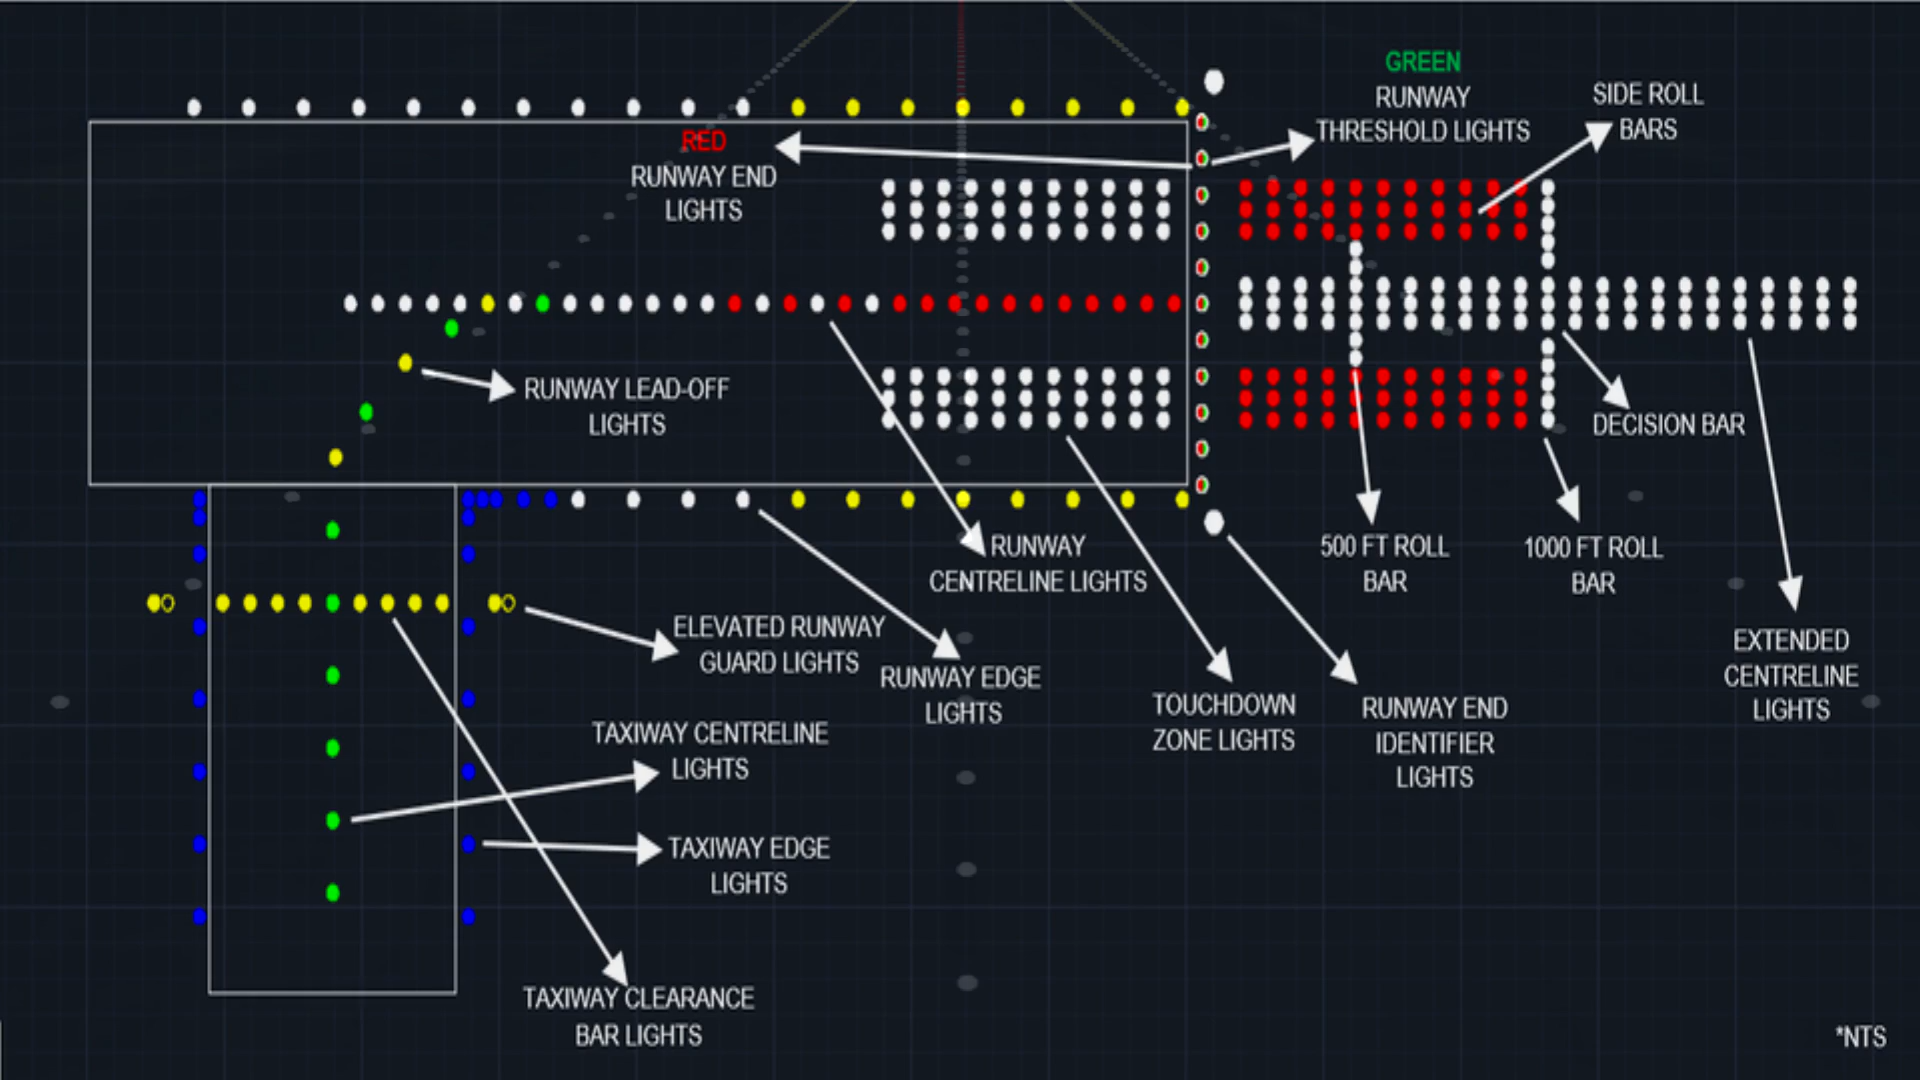 GREEN
RUNWAY
THRESHOLD LIGHTS
SIDE ROLL
BARS
RED
RUNWAY END
LIGHTS
RUNWAY LEAD-OFF
LIGHTS
DECISION BAR
RUNWAY
CENTRELINE LIGHTS
500 FT ROLL
BAR
1000 FT ROLL
BAR
ELEVATED RUNWAY
GUARD LIGHTS
RUNWAY EDGE
LIGHTS
TOUCHDOWN
ZONE LIGHTS
RUNWAY END
IDENTIFIER
LIGHTS
EXTENDED
CENTRELINE
LIGHTS
TAXIWAY CENTRELINE
LIGHTS
TAXIWAY EDGE
LIGHTS
TAXIWAY CLEARANCE
BAR LIGHTS
*NTS